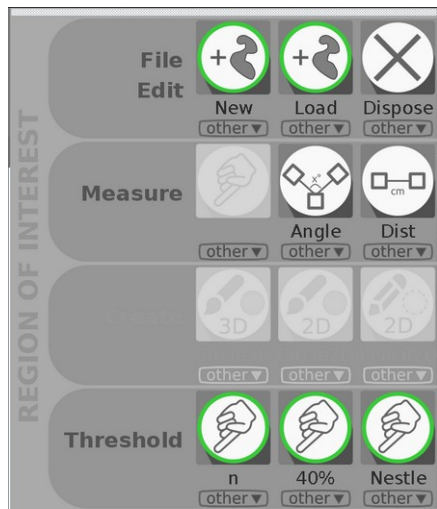 REGION OF INTEREST
File
Edit
New
Load
Dispose
other▼
other▼
other▼
Measure
x°
cm
Angle
Dist
other▼
other▼
other▼
Create
3D
2D
2D
other▼
other▼
other▼
Threshold
n
40%
Nestle
other▼
other▼
other▼